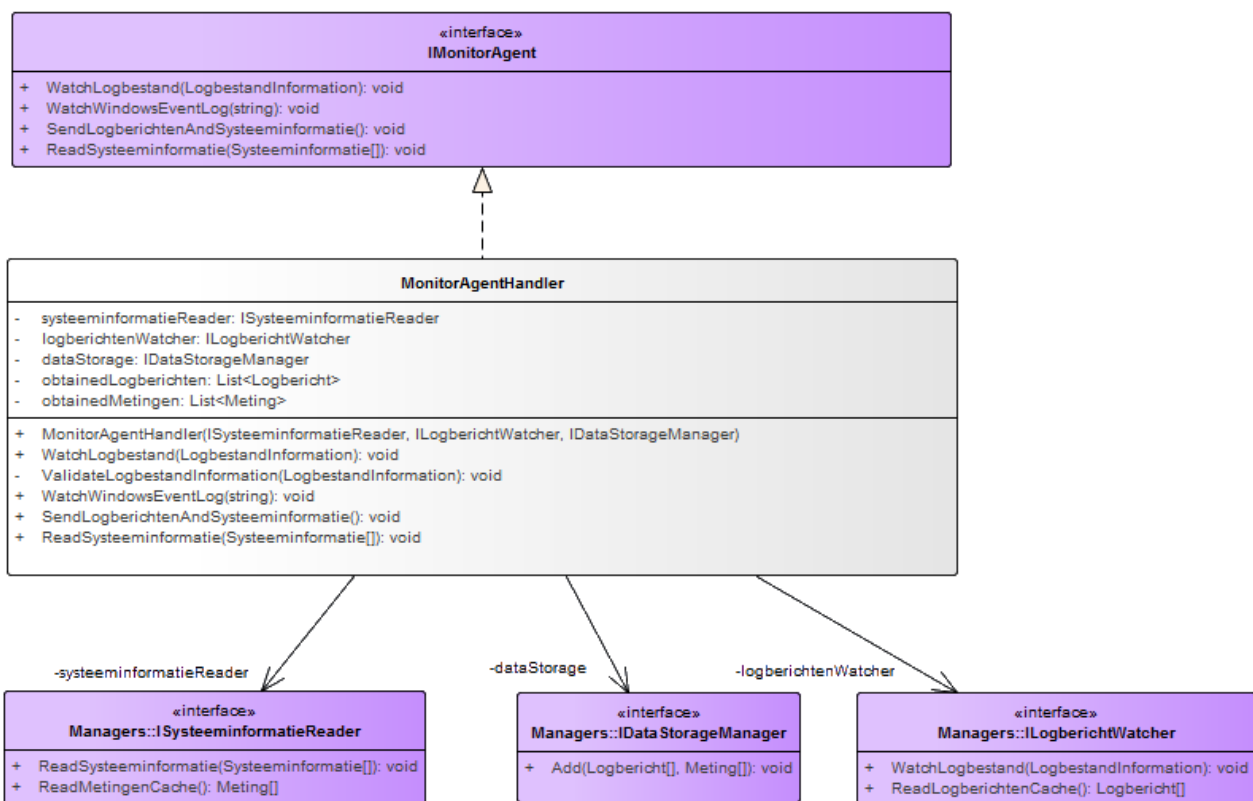 «interface»
IMonitorAgent
+ WatchLogbestand(LogbestandInformation): void
+ WatchWindowsEventLog(string): void
+ SendLogberichtenAndSysteeminformatie(): void
+ ReadSysteeminformatie(Systeeminformatie[]): void
MonitorAgentHandler
- systeeminformatieReader: ISysteeminformatieReader
- logberichtenWatcher: ILogberichtWatcher
- dataStorage: IDataStorageManager
- obtainedLogberichten: List<Logbericht>
- obtainedMetingen: List<Meting>
+ MonitorAgentHandler(ISysteeminformatieReader, ILogberichtWatcher, IDataStorageManager)
+ WatchLogbestand(LogbestandInformation): void
- ValidateLogbestandInformation(LogbestandInformation): void
+ WatchWindowsEventLog(string): void
+ SendLogberichtenAndSysteeminformatie(): void
+ ReadSysteeminformatie(Systeeminformatie[]): void
-systeeminformatieReader
-dataStorage
-logberichtenWatcher
«interface»
Managers::ISysteeminformatieReader
+ ReadSysteeminformatie(Systeeminformatie[]): void
+ ReadMetingenCache(): Meting[]
«interface»
Managers::IDataStorageManager
+ Add(Logbericht[], Meting[]): void
«interface»
Managers::ILogberichtWatcher
+ WatchLogbestand(LogbestandInformation): void
+ ReadLogberichtenCache(): Logbericht[]